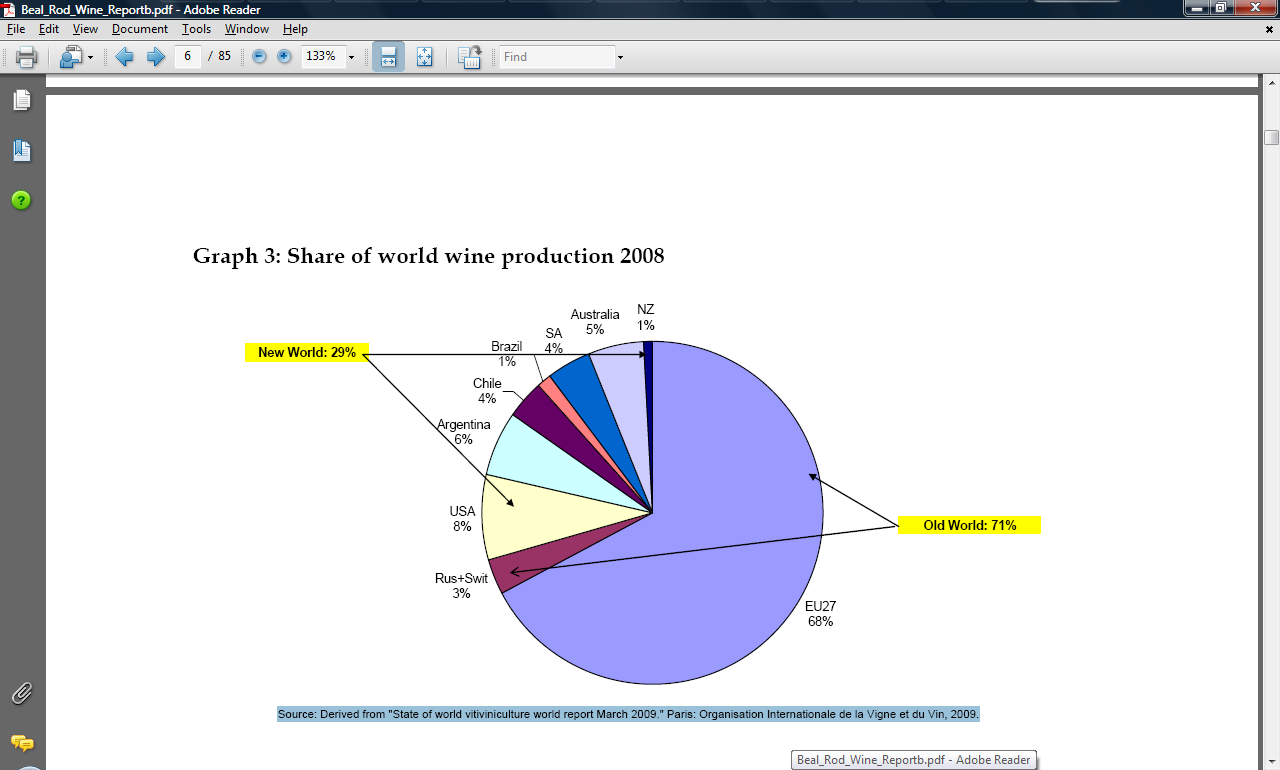 Beal_Rod_Wine_Reportb.pdf - Adobe Reader
File Edit View Document Tools Window Help
6 / 85 133% Find
Graph 3: Share of world wine production 2008
NZ
1%
Australia
5%
SA
4%
Brazil
1%
New World: 29%
Chile
4%
Argentina
6%
USA
8%
Old World: 71%
Rus+Swit
3%
EU27
68%
Source: Derived from "State of world vitiviniculture world report March 2009." Paris: Organisation Internationale de la Vigne et du Vin, 2009.
Beal_Rod_Wine_Reportb.pdf - Adobe Reader